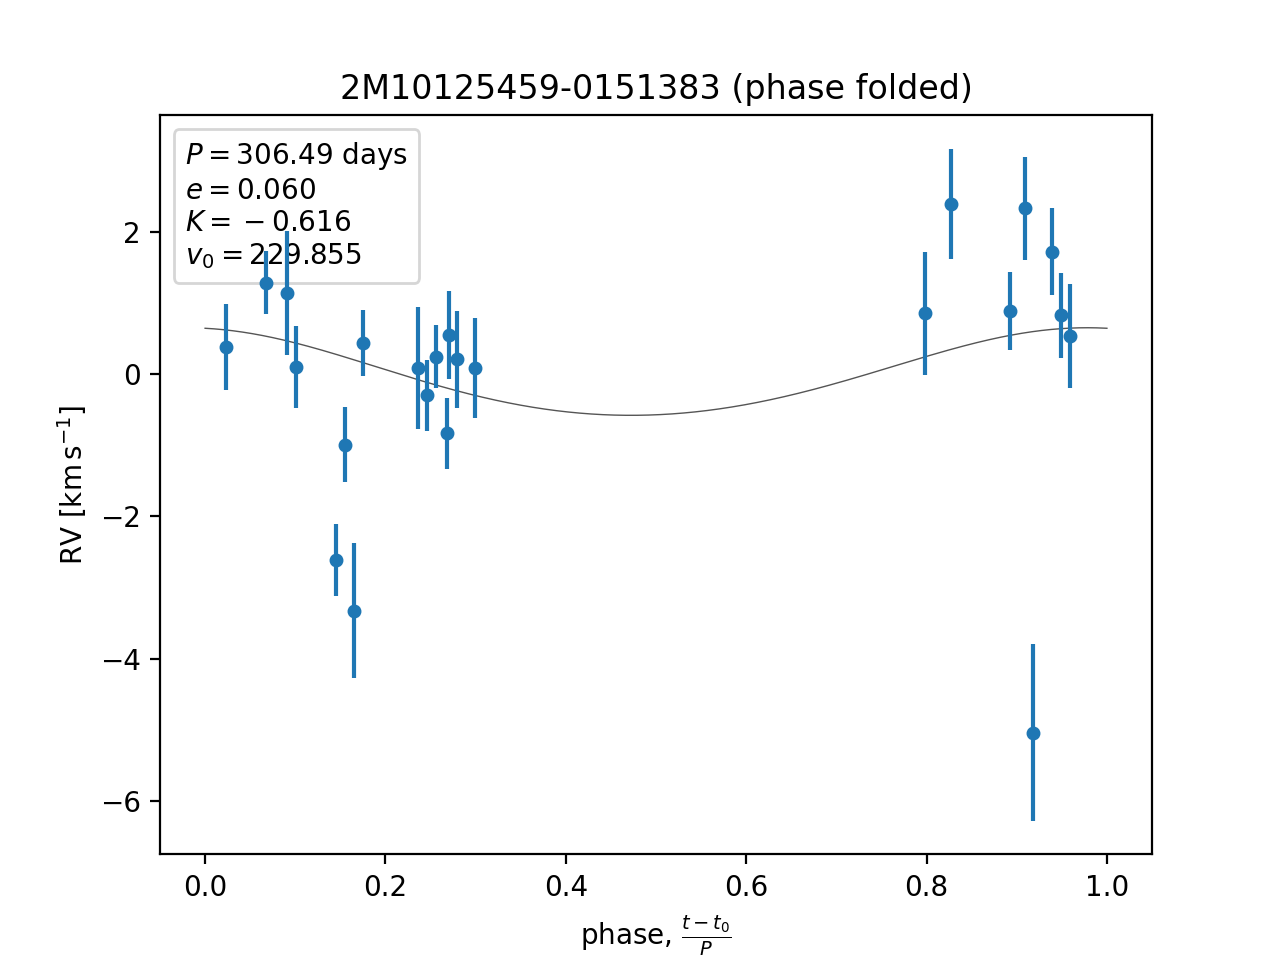 2M10125459-0151383 (phase folded)
P = 306.49 days
e = 0.060
K = −0.616
v₀ = 229.855
2
0
−2
−4
−6
RV [km s⁻¹]
0.0 0.2 0.4 0.6 0.8 1.0
phase, (t − t₀)/P